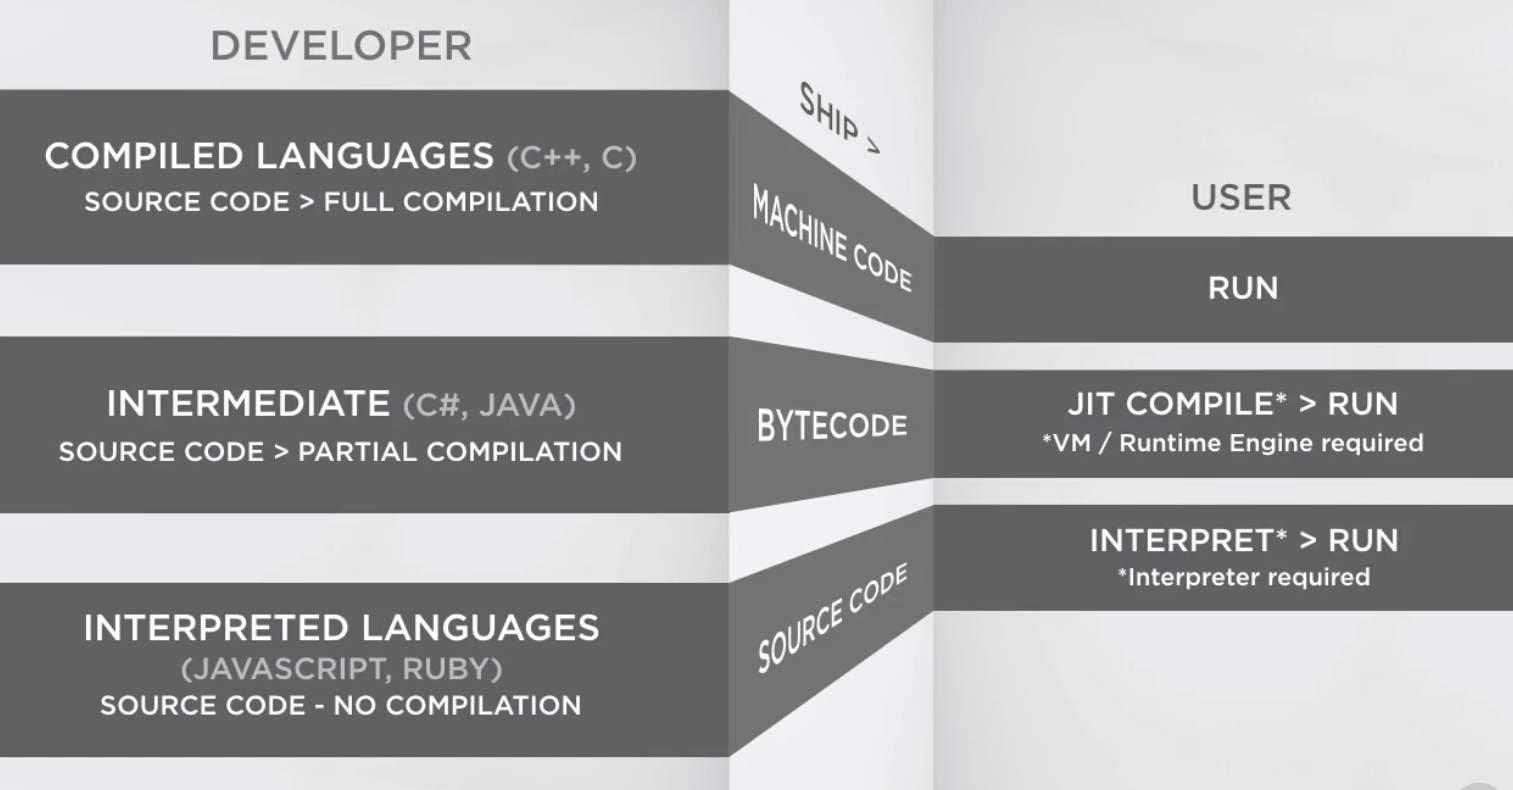 DEVELOPER
COMPILED LANGUAGES (C++, C)
SOURCE CODE > FULL COMPILATION
INTERMEDIATE (C#, JAVA)
SOURCE CODE > PARTIAL COMPILATION
INTERPRETED LANGUAGES
(JAVASCRIPT, RUBY)
SOURCE CODE - NO COMPILATION
SHIP >
MACHINE CODE
BYTECODE
SOURCE CODE
USER
RUN
JIT COMPILE* > RUN
*VM / Runtime Engine required
INTERPRET* > RUN
*Interpreter required